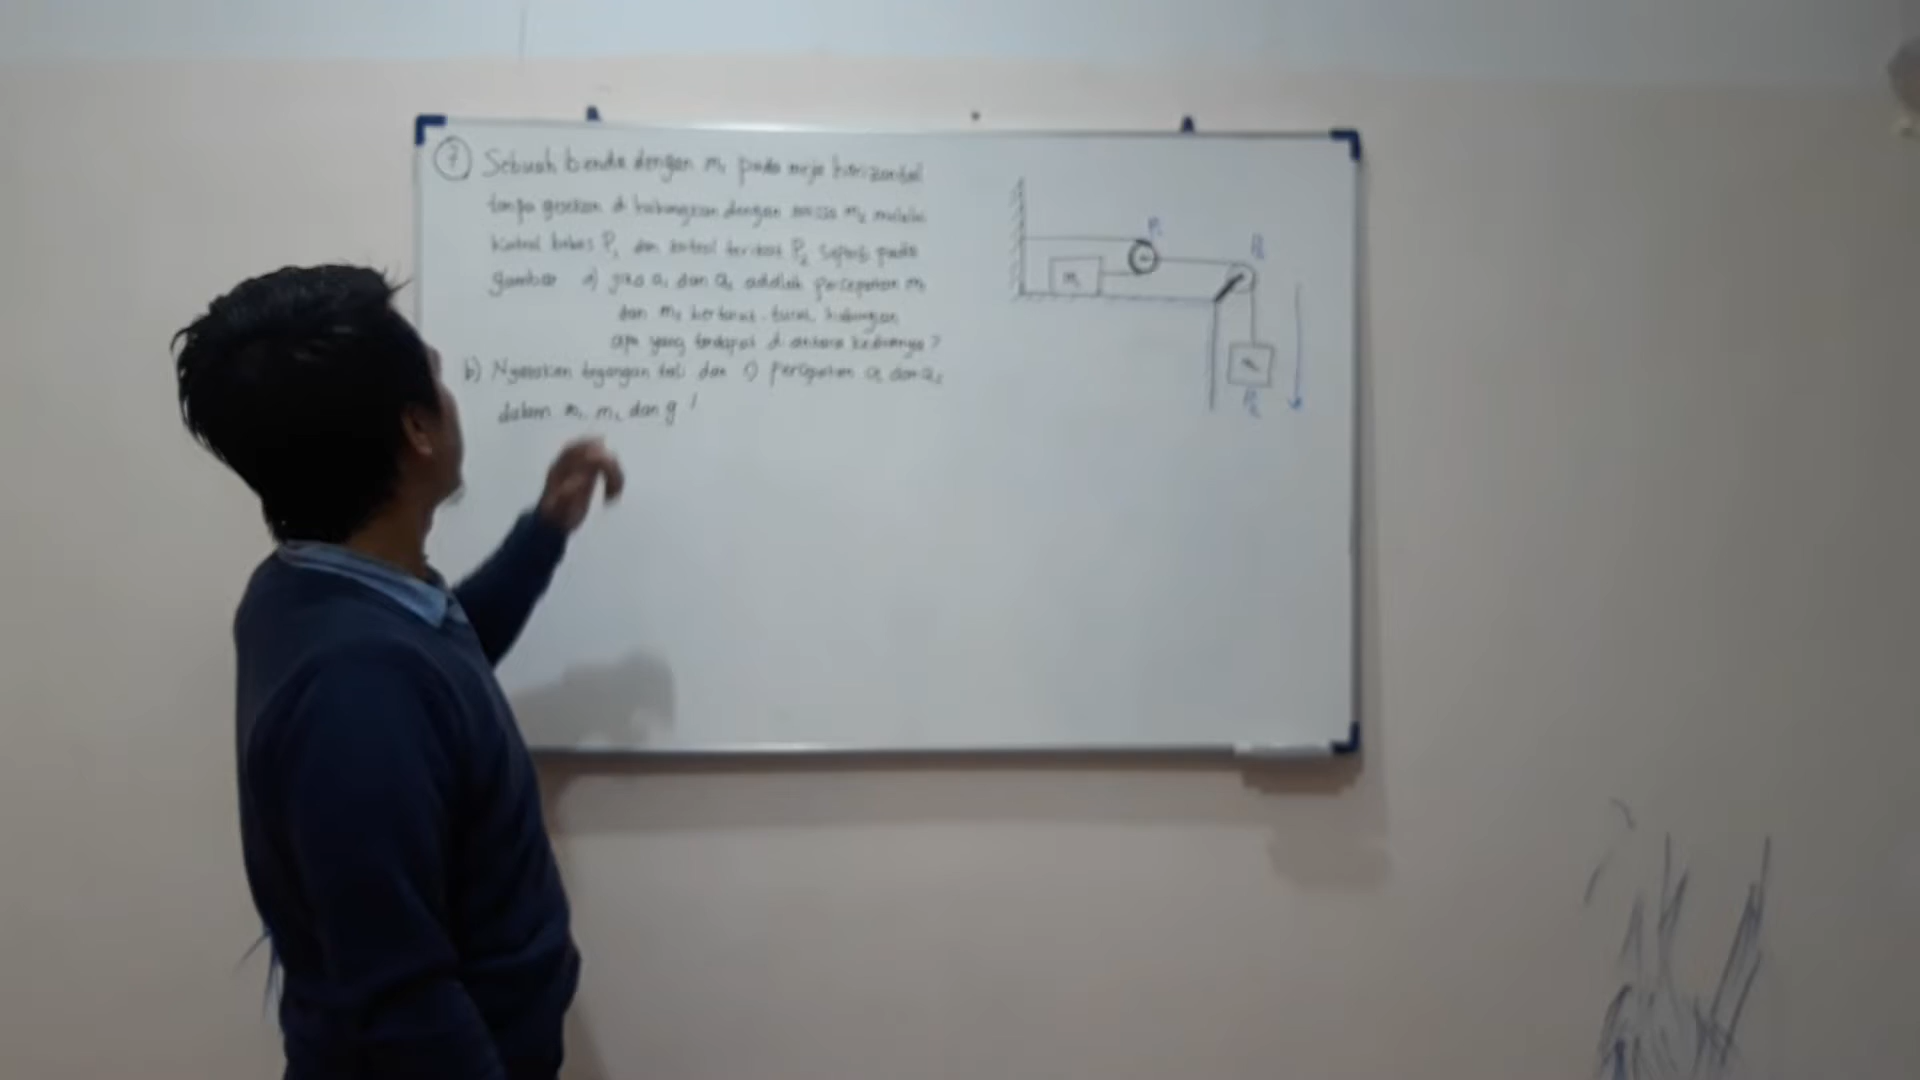 7 Sebuah benda dengan m1 pada meja horizontal
tanpa gesekan di hubungkan dengan massa m2 melalui
katrol bebas P1 dan katrol terikat P2 seperti pada
gambar a) jika a1 dan a2 adalah percepatan m1
dan m2 berturut-turut, hubungan
apa yang terdapat di antara keduanya?
b) Nyatakan tegangan tali dan c) percepatan a1 dan a2
dalam m1 m2 dan g!
P1
P2
m1
P2